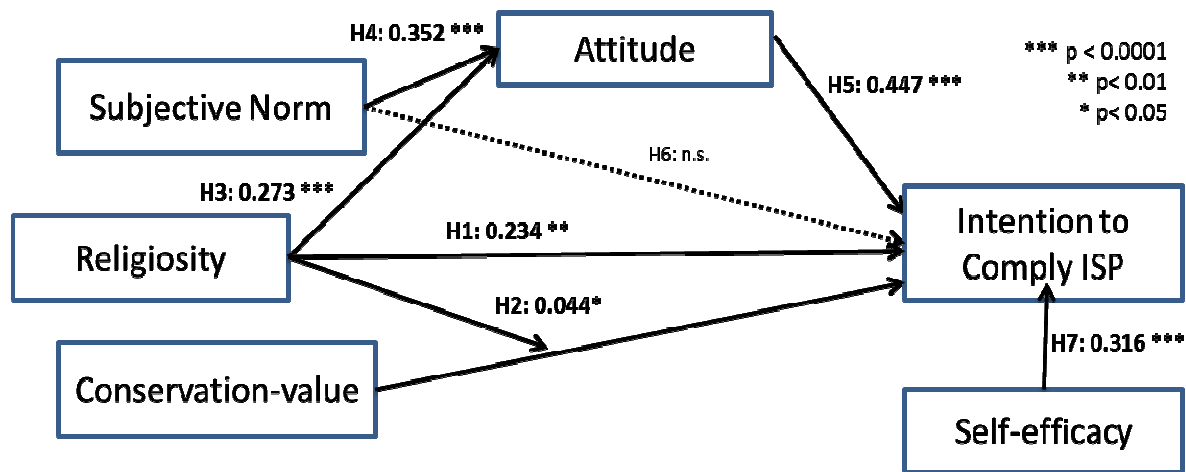 H4: 0.352 ***
Attitude
*** p < 0.0001
** p< 0.01
* p< 0.05
H5: 0.447 ***
Subjective Norm
H6: n.s.
H3: 0.273 ***
Intention to
Comply ISP
H1: 0.234 **
Religiosity
H2: 0.044*
H7: 0.316 ***
Conservation-value
Self-efficacy